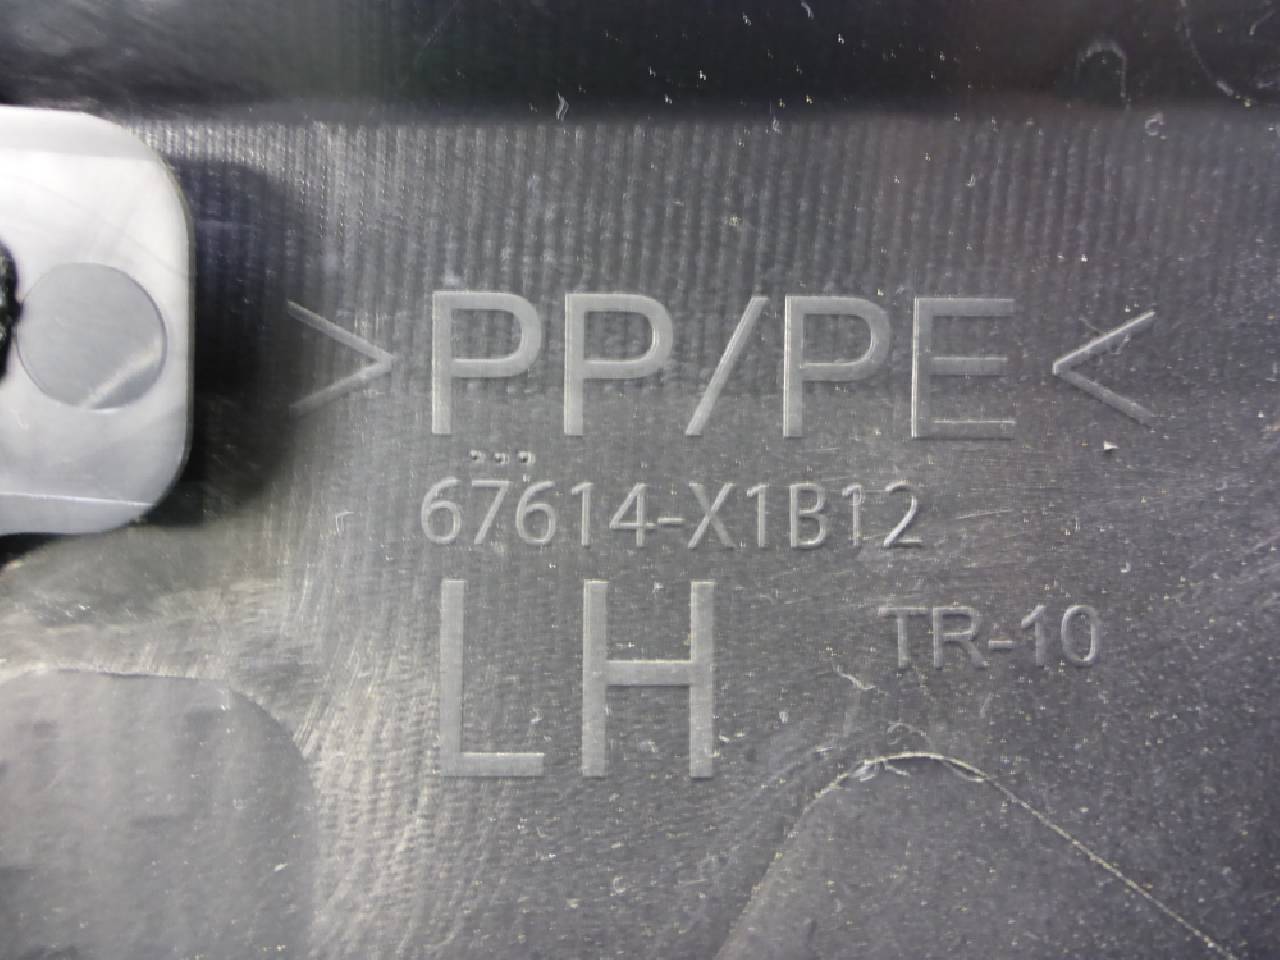 >PP/PE<
67614-X1B12
LH
TR-10